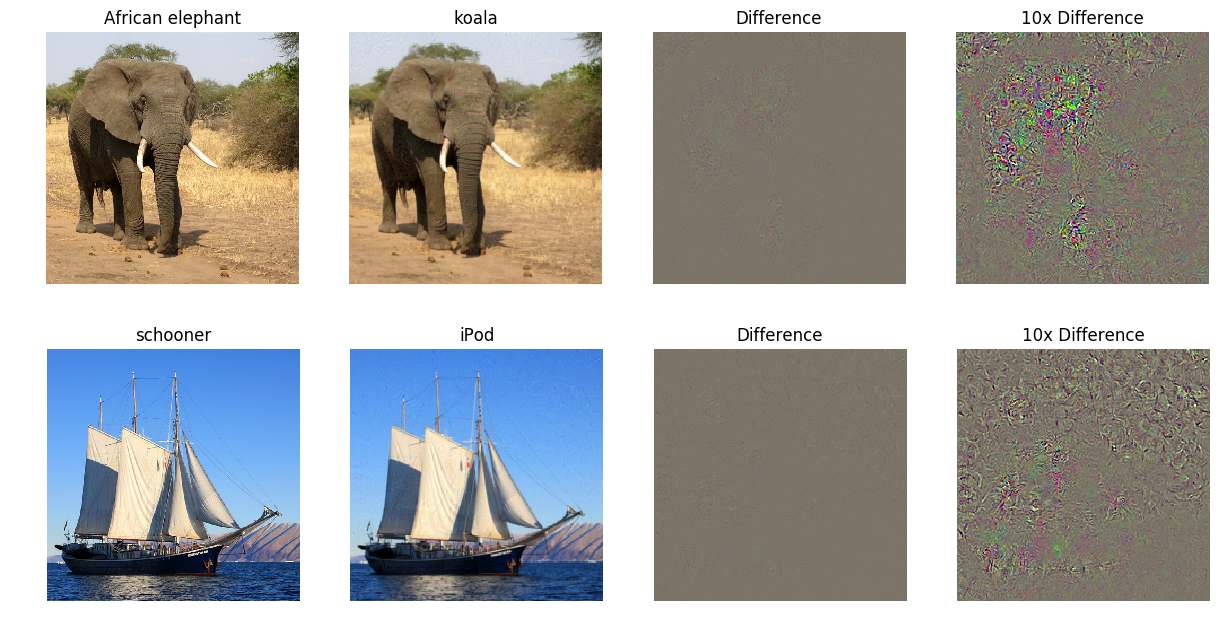 African elephant
koala
Difference
10x Difference
schooner
iPod
Difference
10x Difference